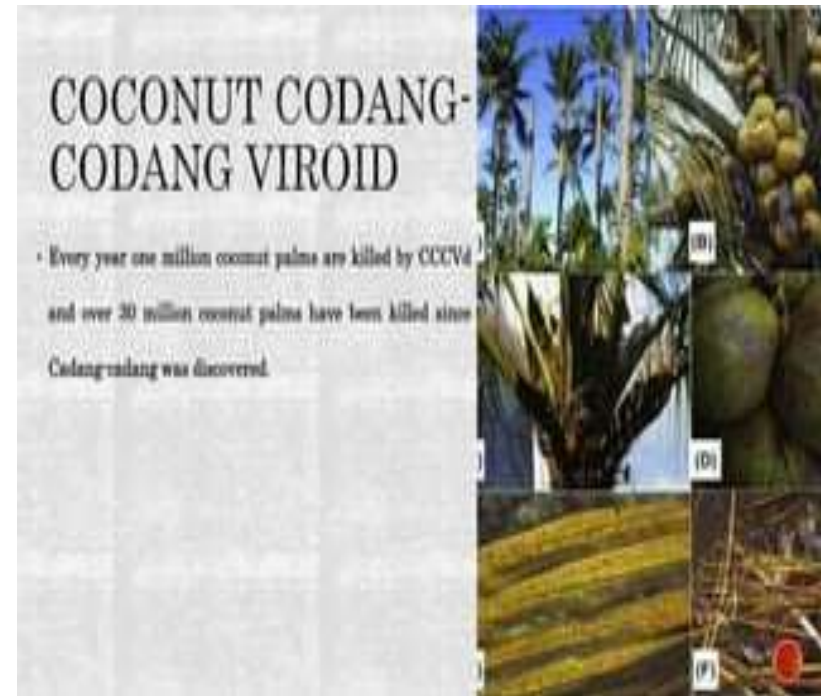 COCONUT CODANG-
CODANG VIROID
• Every year one million coconut palms are killed by CCCVd
and over 30 million coconut palms have been killed since
Cadang-cadang was discovered.
(B)
(D)
(F)